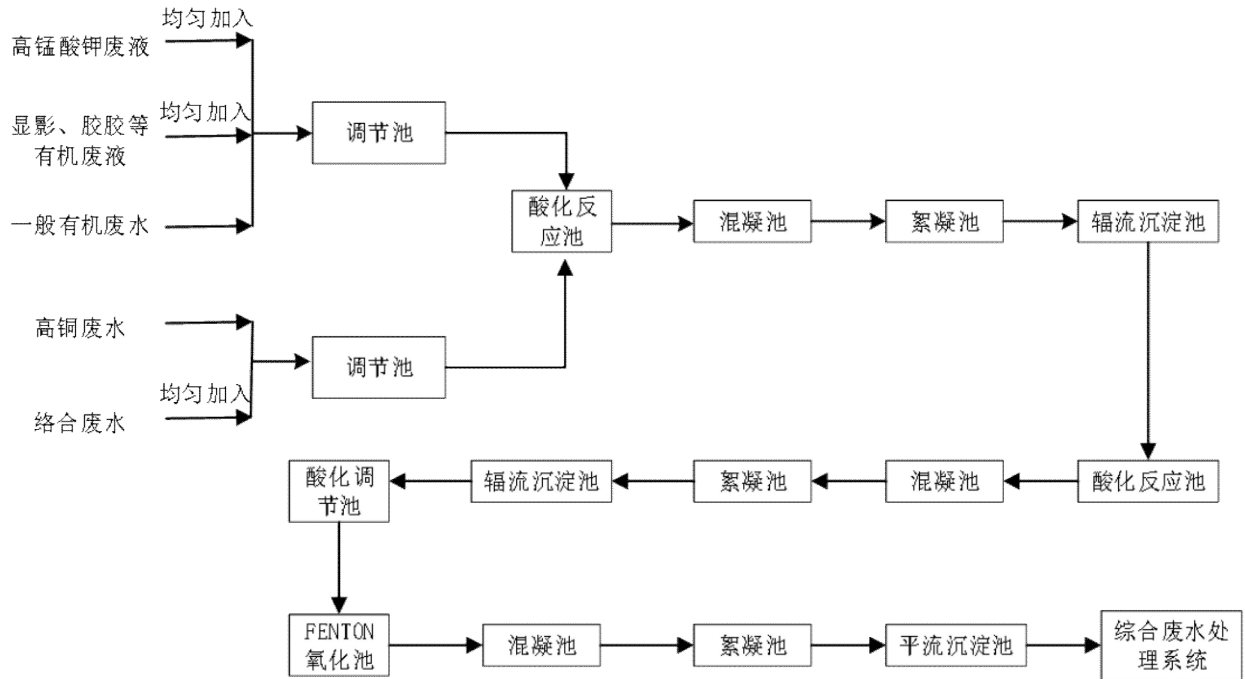 均匀加入
高锰酸钾废液
均匀加入
显影、胶胶等
有机废液
一般有机废水
调节池
酸化反
应池
混凝池
絮凝池
辐流沉淀池
高铜废水
均匀加入
络合废水
调节池
酸化调
节池
辐流沉淀池
絮凝池
混凝池
酸化反应池
FENTON
氧化池
混凝池
絮凝池
平流沉淀池
综合废水处
理系统